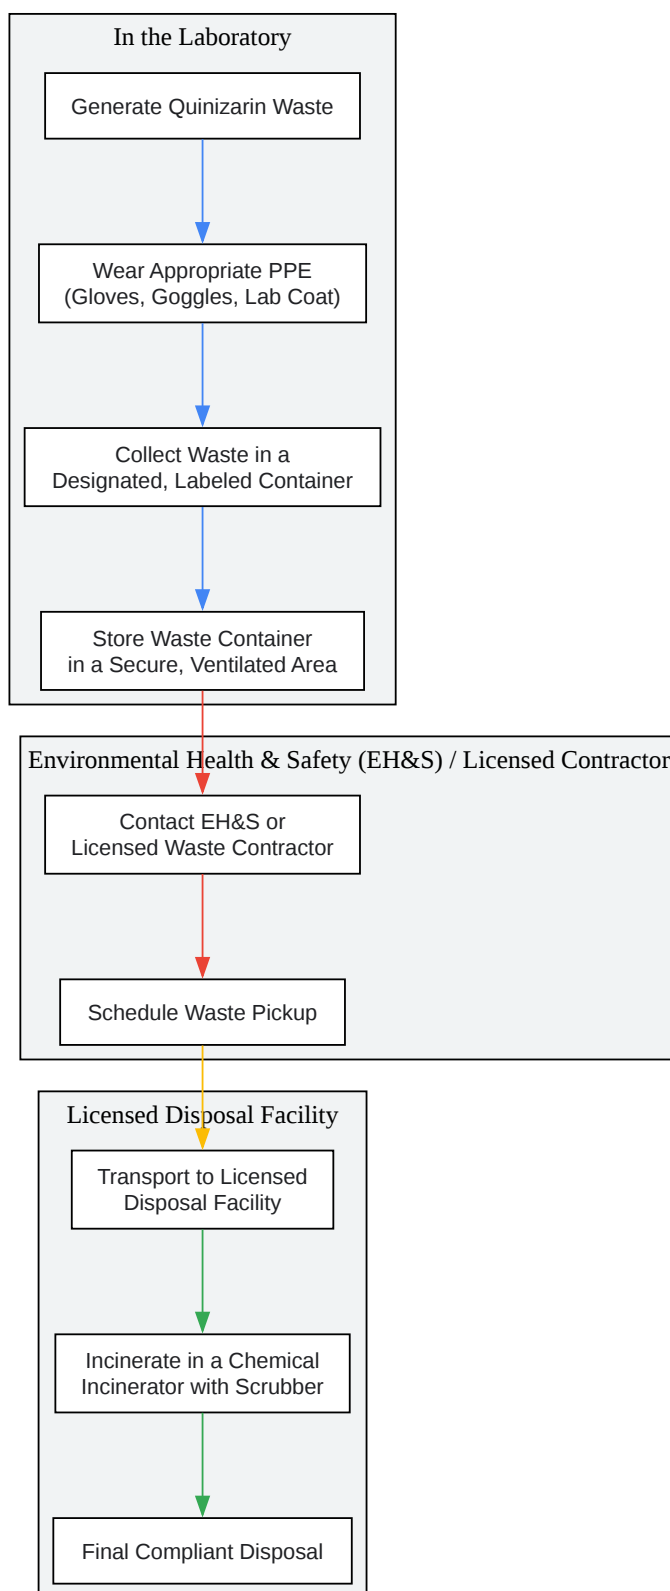 In the Laboratory
Generate Quinizarin Waste
Wear Appropriate PPE
(Gloves, Goggles, Lab Coat)
Collect Waste in a
Designated, Labeled Container
Store Waste Container
in a Secure, Ventilated Area
Environmental Health & Safety (EH&S) / Licensed Contractor
Contact EH&S or
Licensed Waste Contractor
Schedule Waste Pickup
Licensed Disposal Facility
Transport to Licensed
Disposal Facility
Incinerate in a Chemical
Incinerator with Scrubber
Final Compliant Disposal